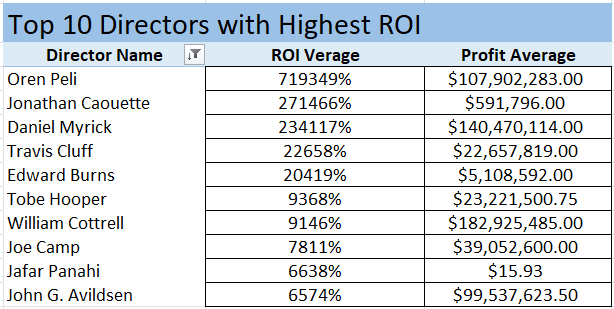 Top 10 Directors with Highest ROI
Director Name ROI Verage Profit Average
Oren Peli 719349% $107,902,283.00
Jonathan Caouette 271466% $591,796.00
Daniel Myrick 234117% $140,470,114.00
Travis Cluff 22658% $22,657,819.00
Edward Burns 20419% $5,108,592.00
Tobe Hooper 9368% $23,221,500.75
William Cottrell 9146% $182,925,485.00
Joe Camp 7811% $39,052,600.00
Jafar Panahi 6638% $15.93
John G. Avildsen 6574% $99,537,623.50